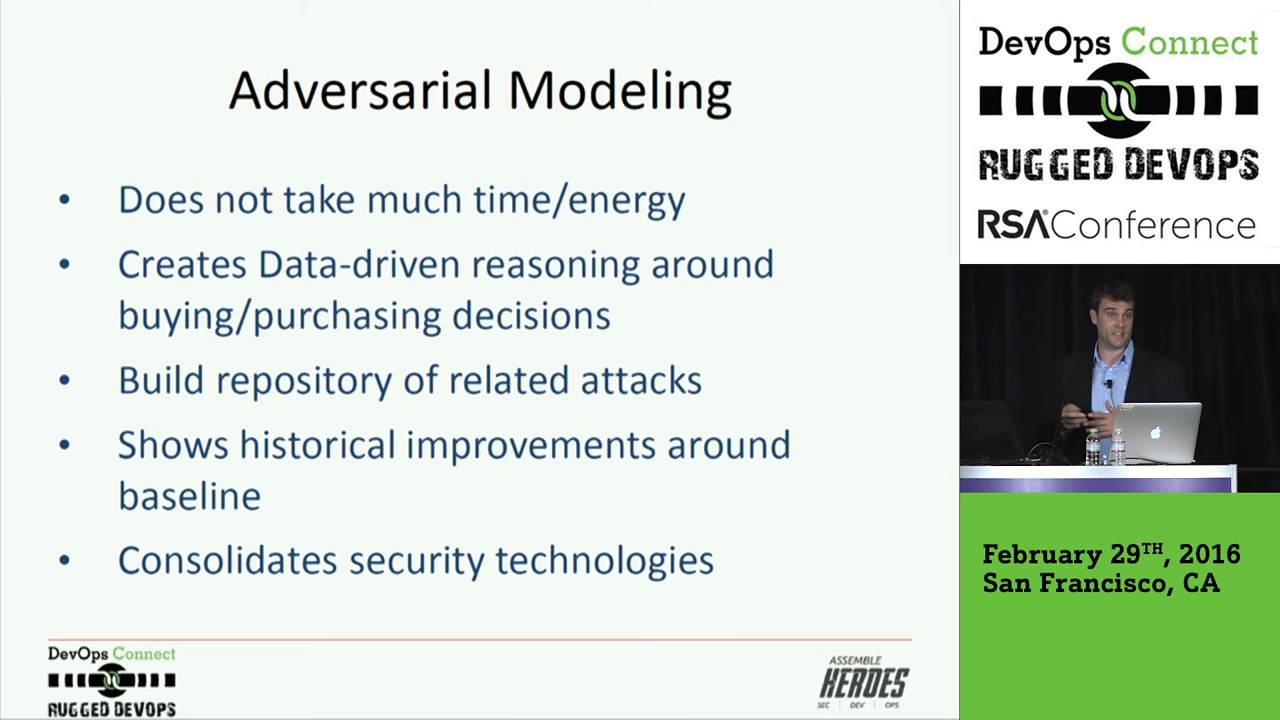 Adversarial Modeling
• Does not take much time/energy
• Creates Data-driven reasoning around
buying/purchasing decisions
• Build repository of related attacks
• Shows historical improvements around
baseline
• Consolidates security technologies
DevOps Connect
RUGGED DEVOPS
ASSEMBLE
HEROES
SEC | DEV | OPS
DevOps Connect
RUGGED DEVOPS
RSAConference
February 29TH, 2016
San Francisco, CA